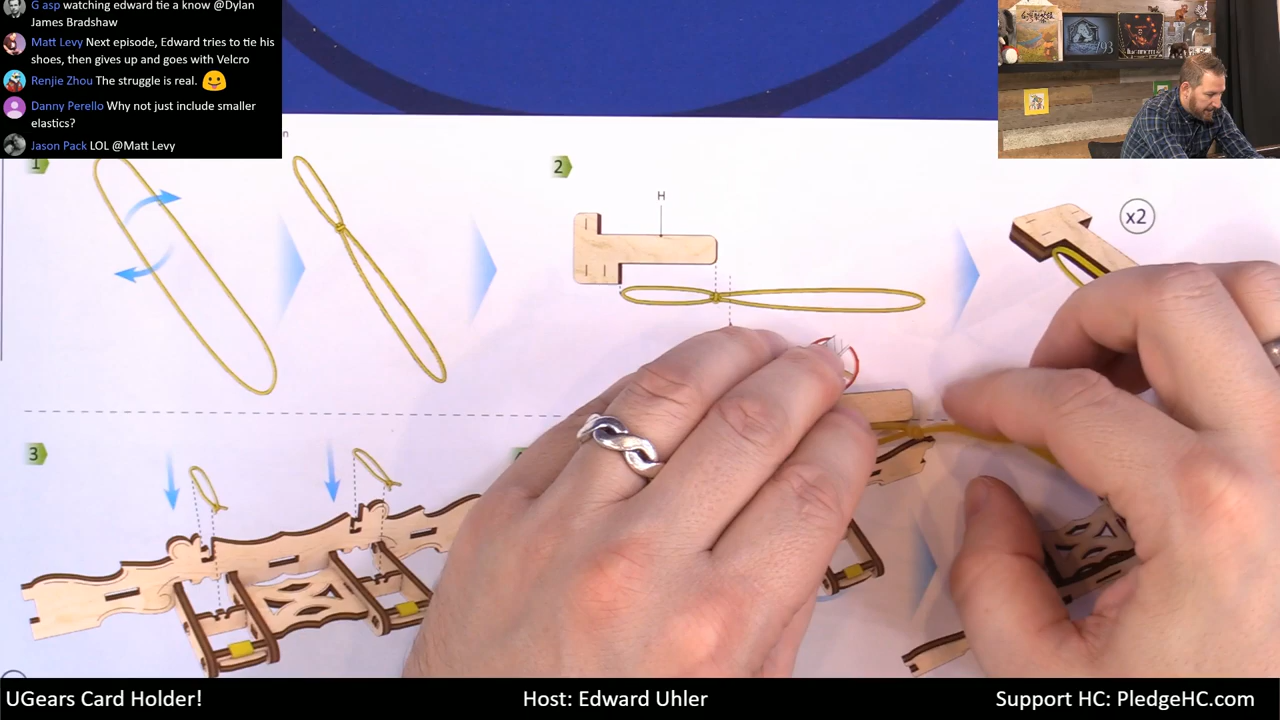 G asp watching edward tie a know @Dylan
James Bradshaw
Matt Levy Next episode, Edward tries to tie his
shoes, then gives up and goes with Velcro
Renjie Zhou The struggle is real.
Danny Perello Why not just include smaller
elastics?
Jason Pack LOL @Matt Levy
1
2
H
x2
3
UGears Card Holder!
Host: Edward Uhler
Support HC: PledgeHC.com